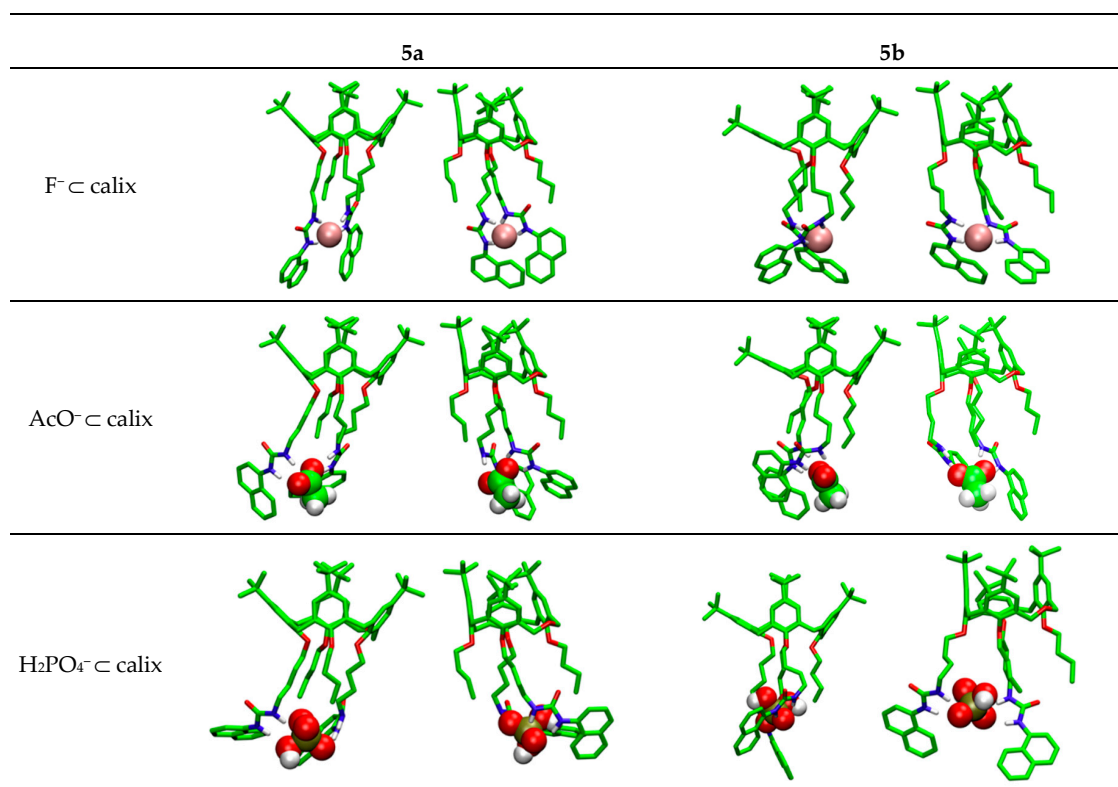 5a 5b
F⁻ ⊂ calix
AcO⁻ ⊂ calix
H₂PO₄⁻ ⊂ calix